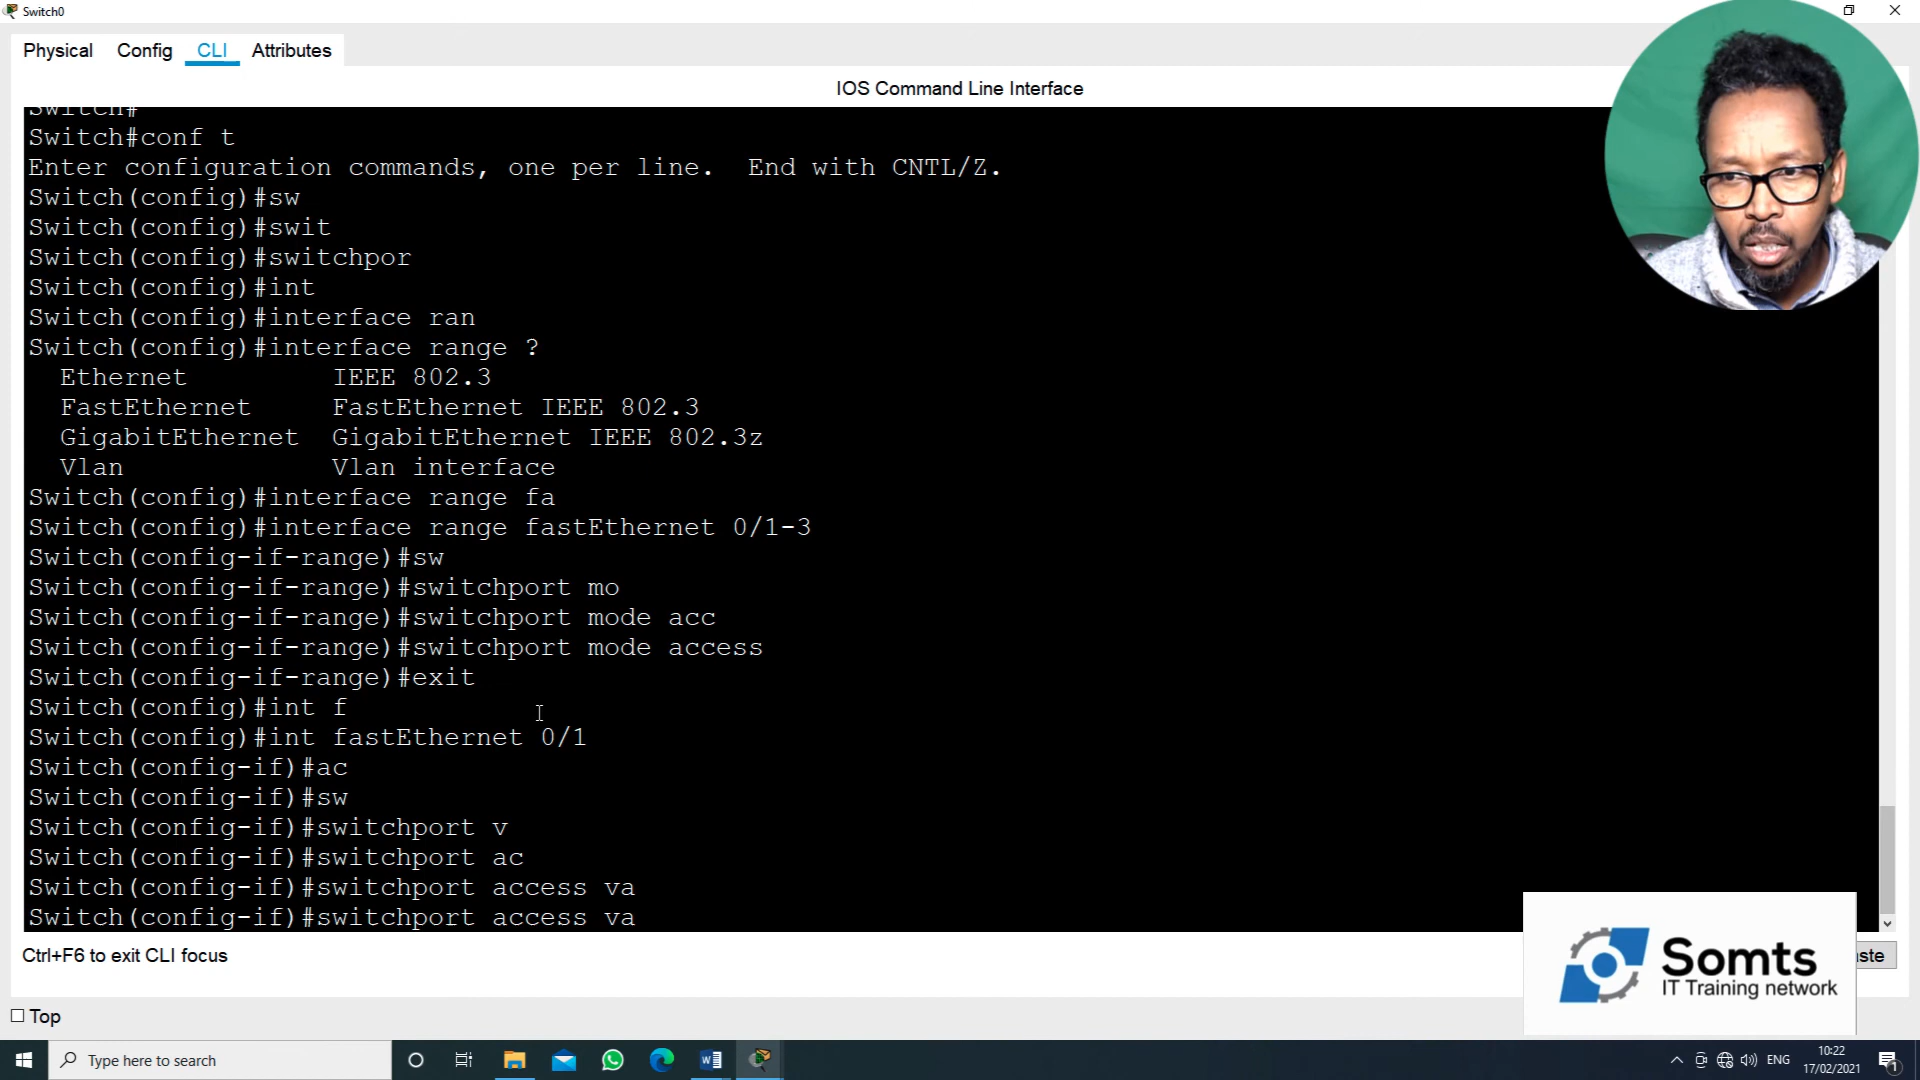 Switch0
Physical Config CLI Attributes
IOS Command Line Interface
Switch#
Switch#conf t
Enter configuration commands, one per line.  End with CNTL/Z.
Switch(config)#sw
Switch(config)#swit
Switch(config)#switchpor
Switch(config)#int
Switch(config)#interface ran
Switch(config)#interface range ?
Ethernet IEEE 802.3
FastEthernet FastEthernet IEEE 802.3
GigabitEthernet GigabitEthernet IEEE 802.3z
Vlan Vlan interface
Switch(config)#interface range fa
Switch(config)#interface range fastEthernet 0/1-3
Switch(config-if-range)#sw
Switch(config-if-range)#switchport mo
Switch(config-if-range)#switchport mode acc
Switch(config-if-range)#switchport mode access
Switch(config-if-range)#exit
Switch(config)#int f
Switch(config)#int fastEthernet 0/1
Switch(config-if)#ac
Switch(config-if)#sw
Switch(config-if)#switchport v
Switch(config-if)#switchport ac
Switch(config-if)#switchport access va
Switch(config-if)#switchport access va
Ctrl+F6 to exit CLI focus
Somts
IT Training network
Top
Type here to search
ENG
10:22
17/02/2021
1